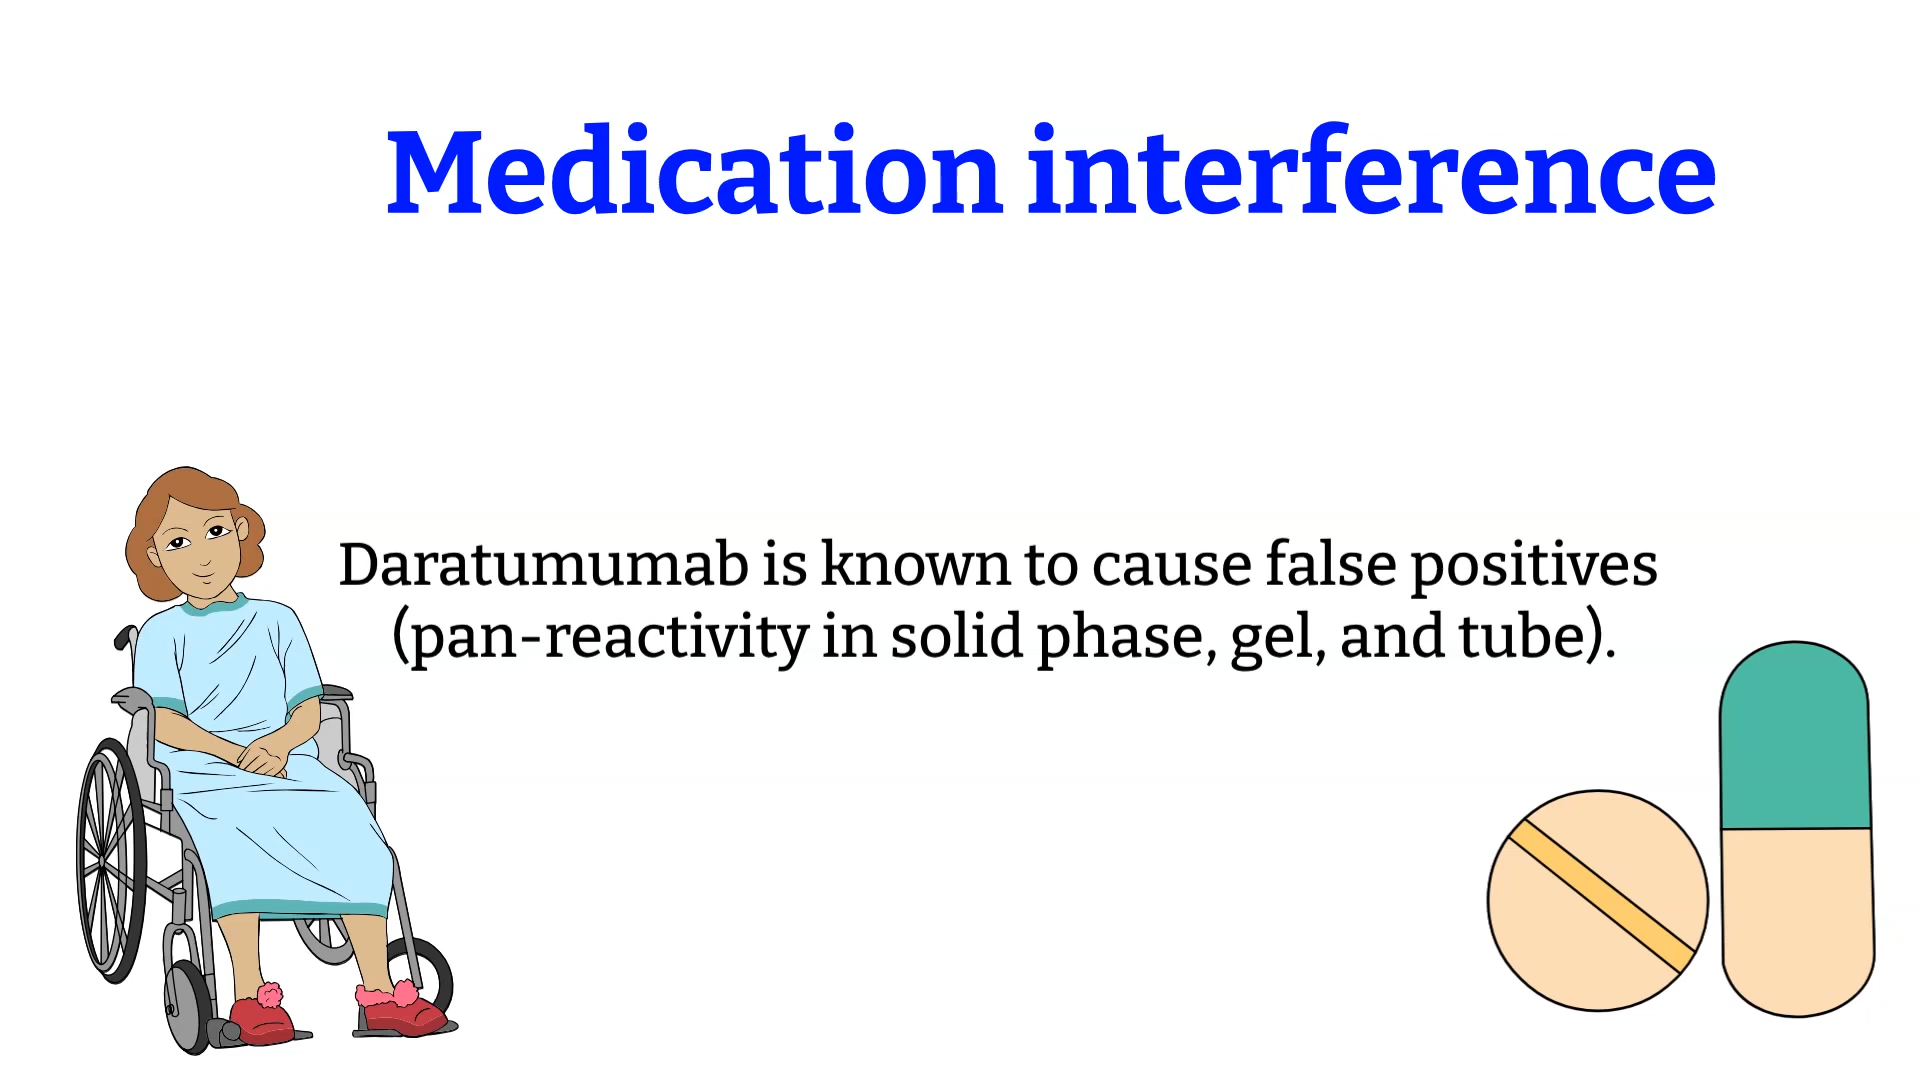 Medication interference
Daratumumab is known to cause false positives
(pan-reactivity in solid phase, gel, and tube).